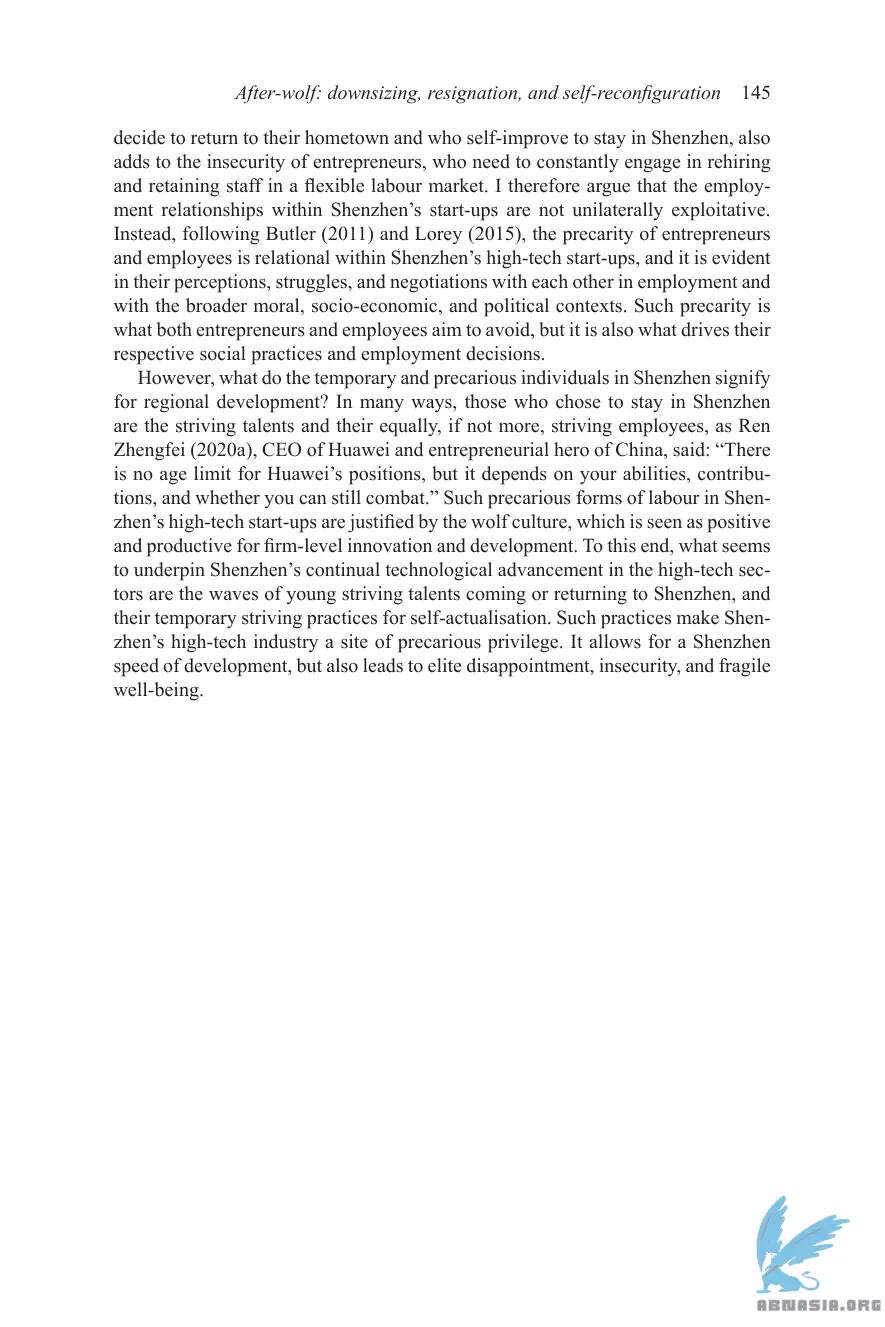 After-wolf: downsizing, resignation, and self-reconfiguration 145
decide to return to their hometown and who self-improve to stay in Shenzhen, also
adds to the insecurity of entrepreneurs, who need to constantly engage in rehiring
and retaining staff in a flexible labour market. I therefore argue that the employ-
ment relationships within Shenzhen’s start-ups are not unilaterally exploitative.
Instead, following Butler (2011) and Lorey (2015), the precarity of entrepreneurs
and employees is relational within Shenzhen’s high-tech start-ups, and it is evident
in their perceptions, struggles, and negotiations with each other in employment and
with the broader moral, socio-economic, and political contexts. Such precarity is
what both entrepreneurs and employees aim to avoid, but it is also what drives their
respective social practices and employment decisions.
However, what do the temporary and precarious individuals in Shenzhen signify
for regional development? In many ways, those who chose to stay in Shenzhen
are the striving talents and their equally, if not more, striving employees, as Ren
Zhengfei (2020a), CEO of Huawei and entrepreneurial hero of China, said: “There
is no age limit for Huawei’s positions, but it depends on your abilities, contribu-
tions, and whether you can still combat.” Such precarious forms of labour in Shen-
zhen’s high-tech start-ups are justified by the wolf culture, which is seen as positive
and productive for firm-level innovation and development. To this end, what seems
to underpin Shenzhen’s continual technological advancement in the high-tech sec-
tors are the waves of young striving talents coming or returning to Shenzhen, and
their temporary striving practices for self-actualisation. Such practices make Shen-
zhen’s high-tech industry a site of precarious privilege. It allows for a Shenzhen
speed of development, but also leads to elite disappointment, insecurity, and fragile
well-being.
ABNASIA.ORG